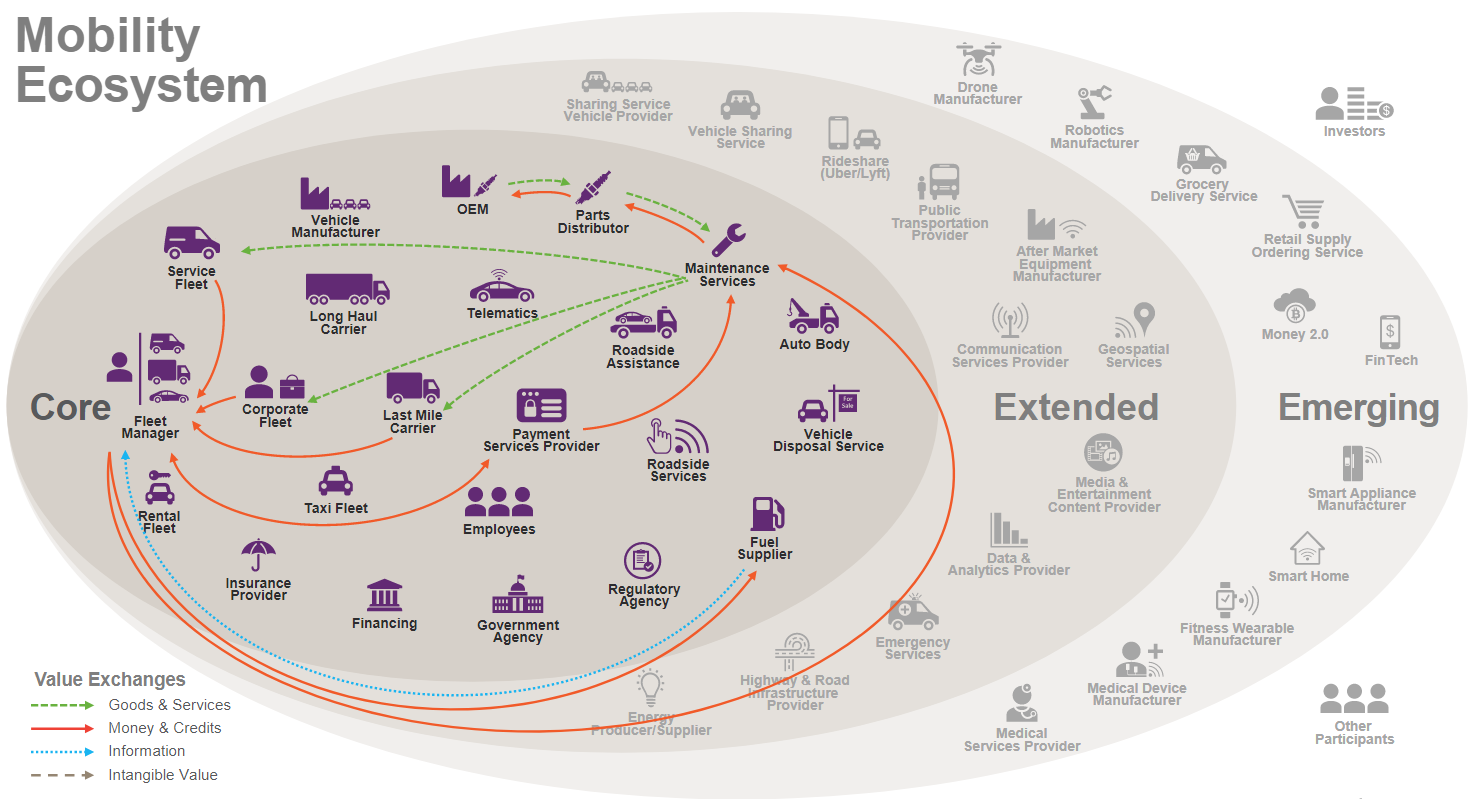 Mobility
Ecosystem
Sharing Service
Vehicle Provider
Vehicle Sharing
Service
Rideshare
(Uber/Lyft)
Public
Transportation
Provider
After Market
Equipment
Manufacturer
Communication
Services Provider
Geospatial
Services
Drone
Manufacturer
Robotics
Manufacturer
Grocery
Delivery Service
Investors
$
Retail Supply
Ordering Service
Money 2.0
$
FinTech
OEM
Parts
Distributor
Vehicle
Manufacturer
Service
Fleet
Maintenance
Services
Long Haul
Carrier
Telematics
Roadside
Assistance
Auto Body
Core
Fleet
Manager
Corporate
Fleet
Last Mile
Carrier
Payment
Services Provider
Roadside
Services
For
Sale
Vehicle
Disposal Service
Extended
Emerging
Rental
Fleet
Taxi Fleet
Employees
Fuel
Supplier
Insurance
Provider
Financing
Government
Agency
Regulatory
Agency
Media &
Entertainment
Content Provider
Data &
Analytics Provider
Emergency
Services
Highway & Road
Infrastructure
Provider
Energy
Producer/Supplier
Smart Appliance
Manufacturer
Smart Home
Fitness Wearable
Manufacturer
Medical Device
Manufacturer
Medical
Services Provider
Other
Participants
Value Exchanges
Goods & Services
Money & Credits
Information
Intangible Value